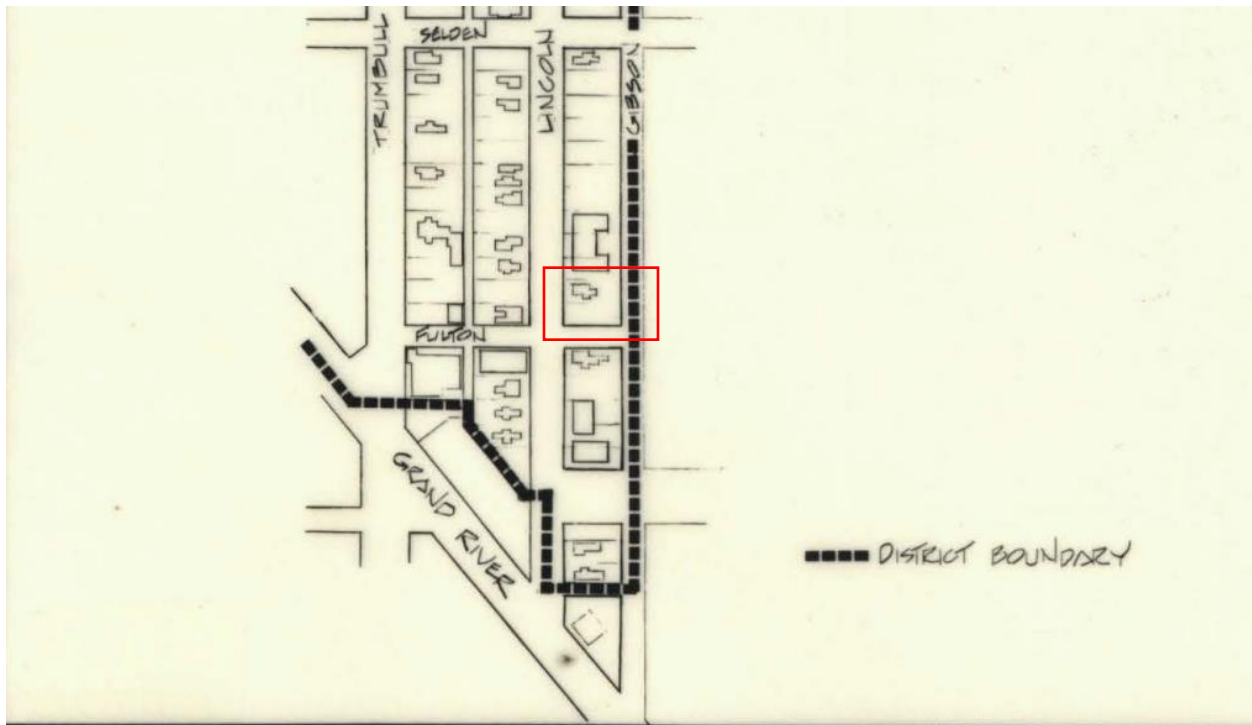 SELDEN
TRUMBULL
LINCOLN
GIBSON
FULTON
GRAND RIVER
DISTRICT BOUNDARY